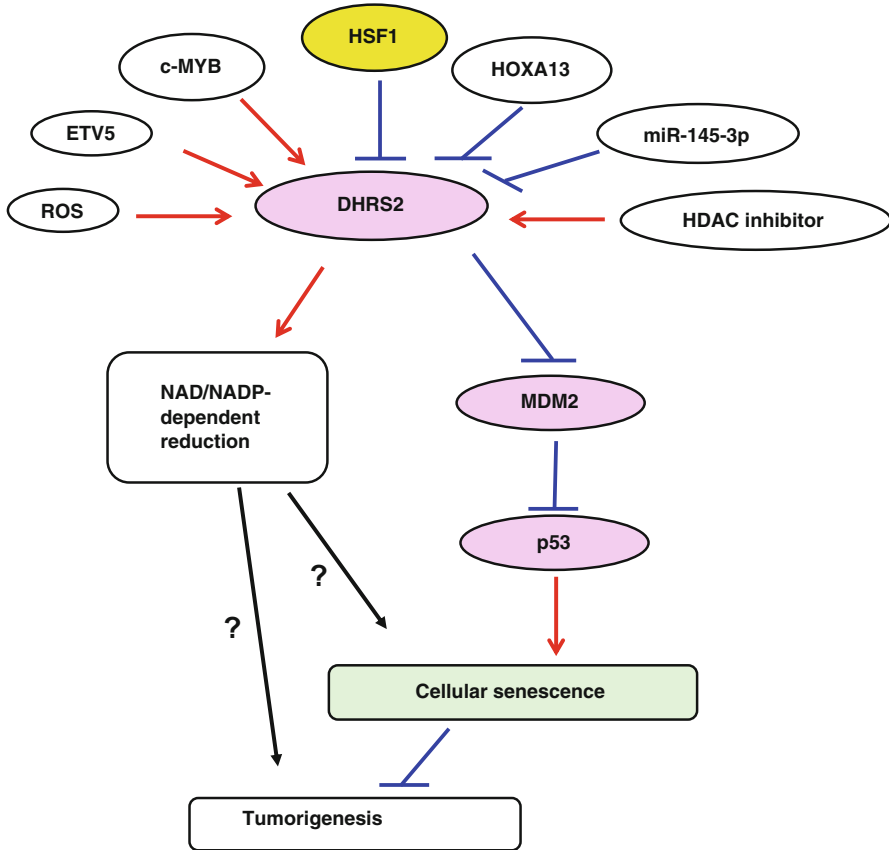 HSF1
c-MYB
HOXA13
ETV5
miR-145-3p
ROS
DHRS2
HDAC inhibitor
NAD/NADP-
dependent
reduction
MDM2
p53
?
?
Cellular senescence
Tumorigenesis